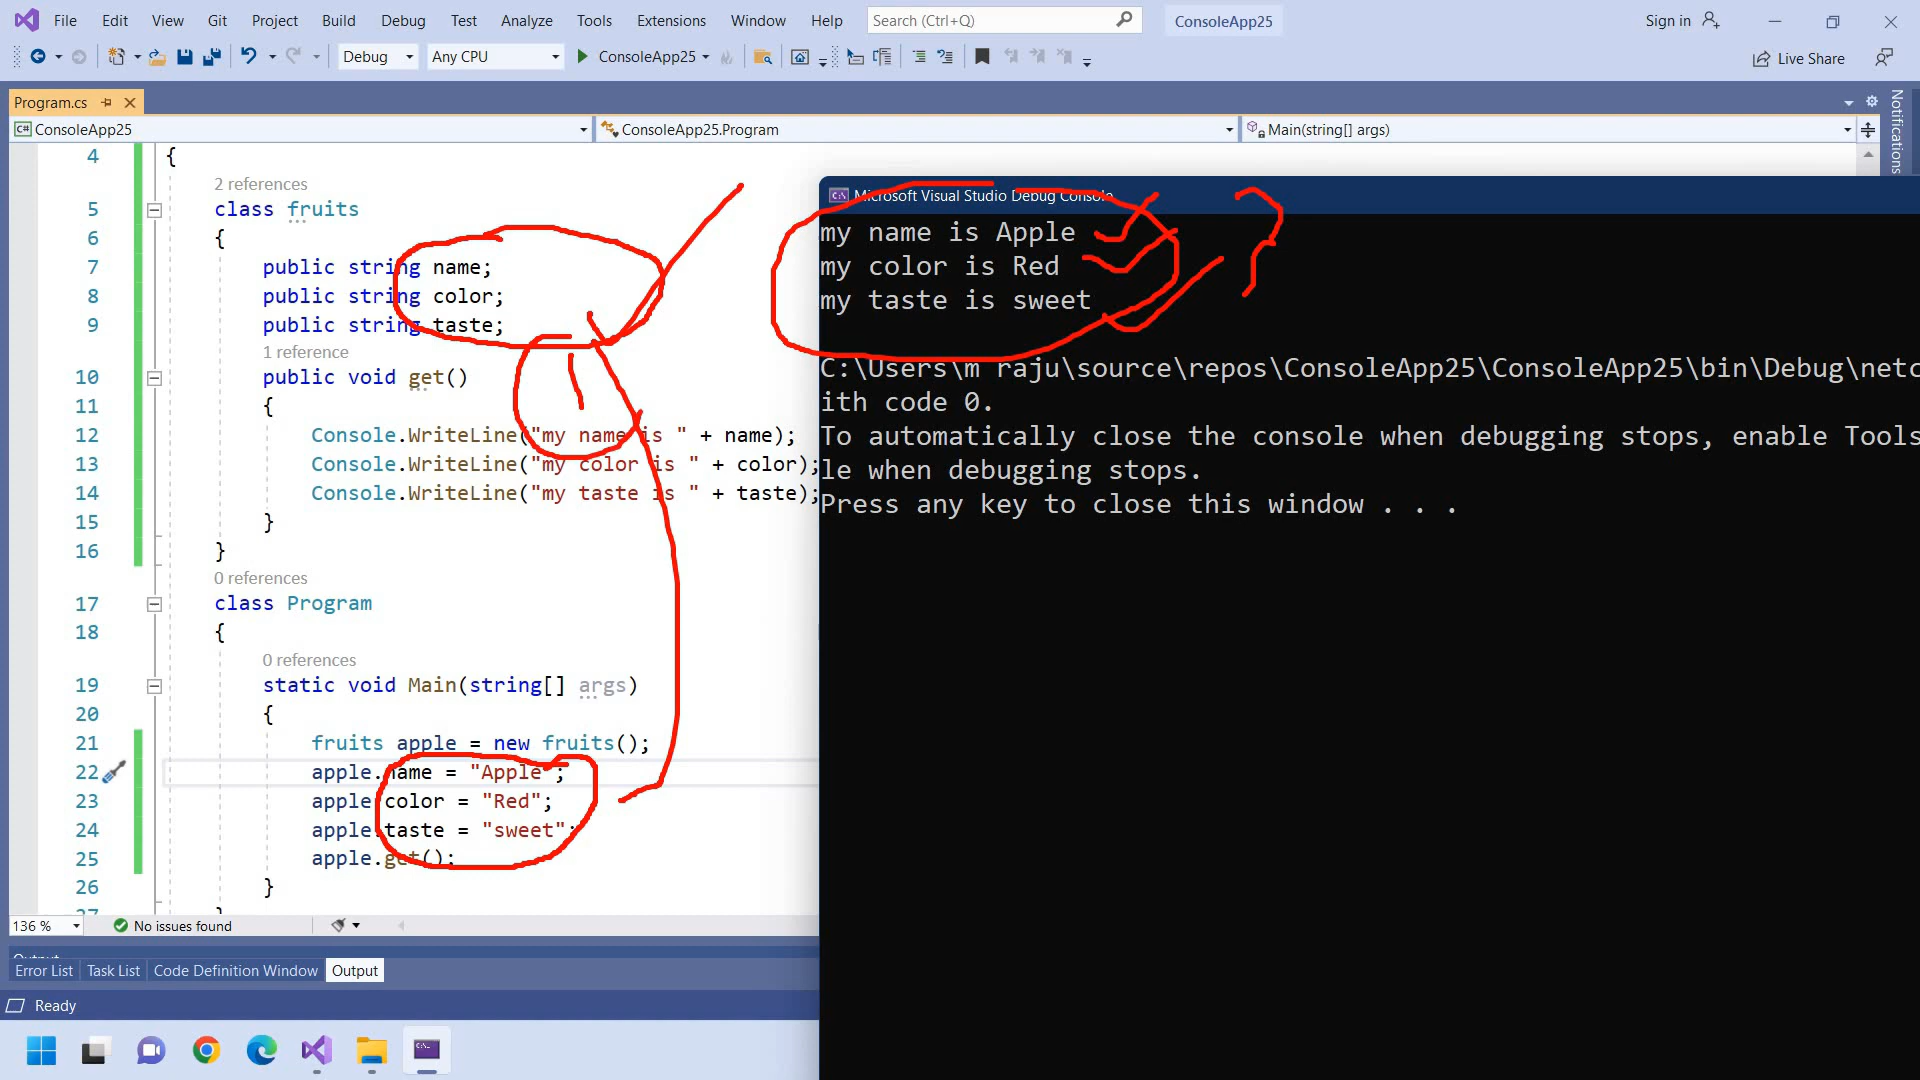 File Edit View Git Project Build Debug Test Analyze Tools Extensions Window Help Search (Ctrl+Q) ConsoleApp25 Sign in
Debug Any CPU ConsoleApp25 Live Share
Program.cs
ConsoleApp25 ConsoleApp25.Program Main(string[] args)
Notifications
4 {
2 references
5 class fruits
6 {
7 public string name;
8 public string color;
9 public string taste;
1 reference
10 public void get()
11 {
12 Console.WriteLine("my name is " + name);
13 Console.WriteLine("my color is " + color);
14 Console.WriteLine("my taste is " + taste);
15 }
16 }
0 references
17 class Program
18 {
0 references
19 static void Main(string[] args)
20 {
21 fruits apple = new fruits();
22 apple.name = "Apple";
23 apple.color = "Red";
24 apple.taste = "sweet";
25 apple.get();
26 }
27 }
Microsoft Visual Studio Debug Console
my name is Apple
my color is Red
my taste is sweet
C:\Users\m raju\source\repos\ConsoleApp25\ConsoleApp25\bin\Debug\netc
ith code 0.
To automatically close the console when debugging stops, enable Tools
le when debugging stops.
Press any key to close this window . . .
136 % No issues found
Output
Error List Task List Code Definition Window Output
Ready